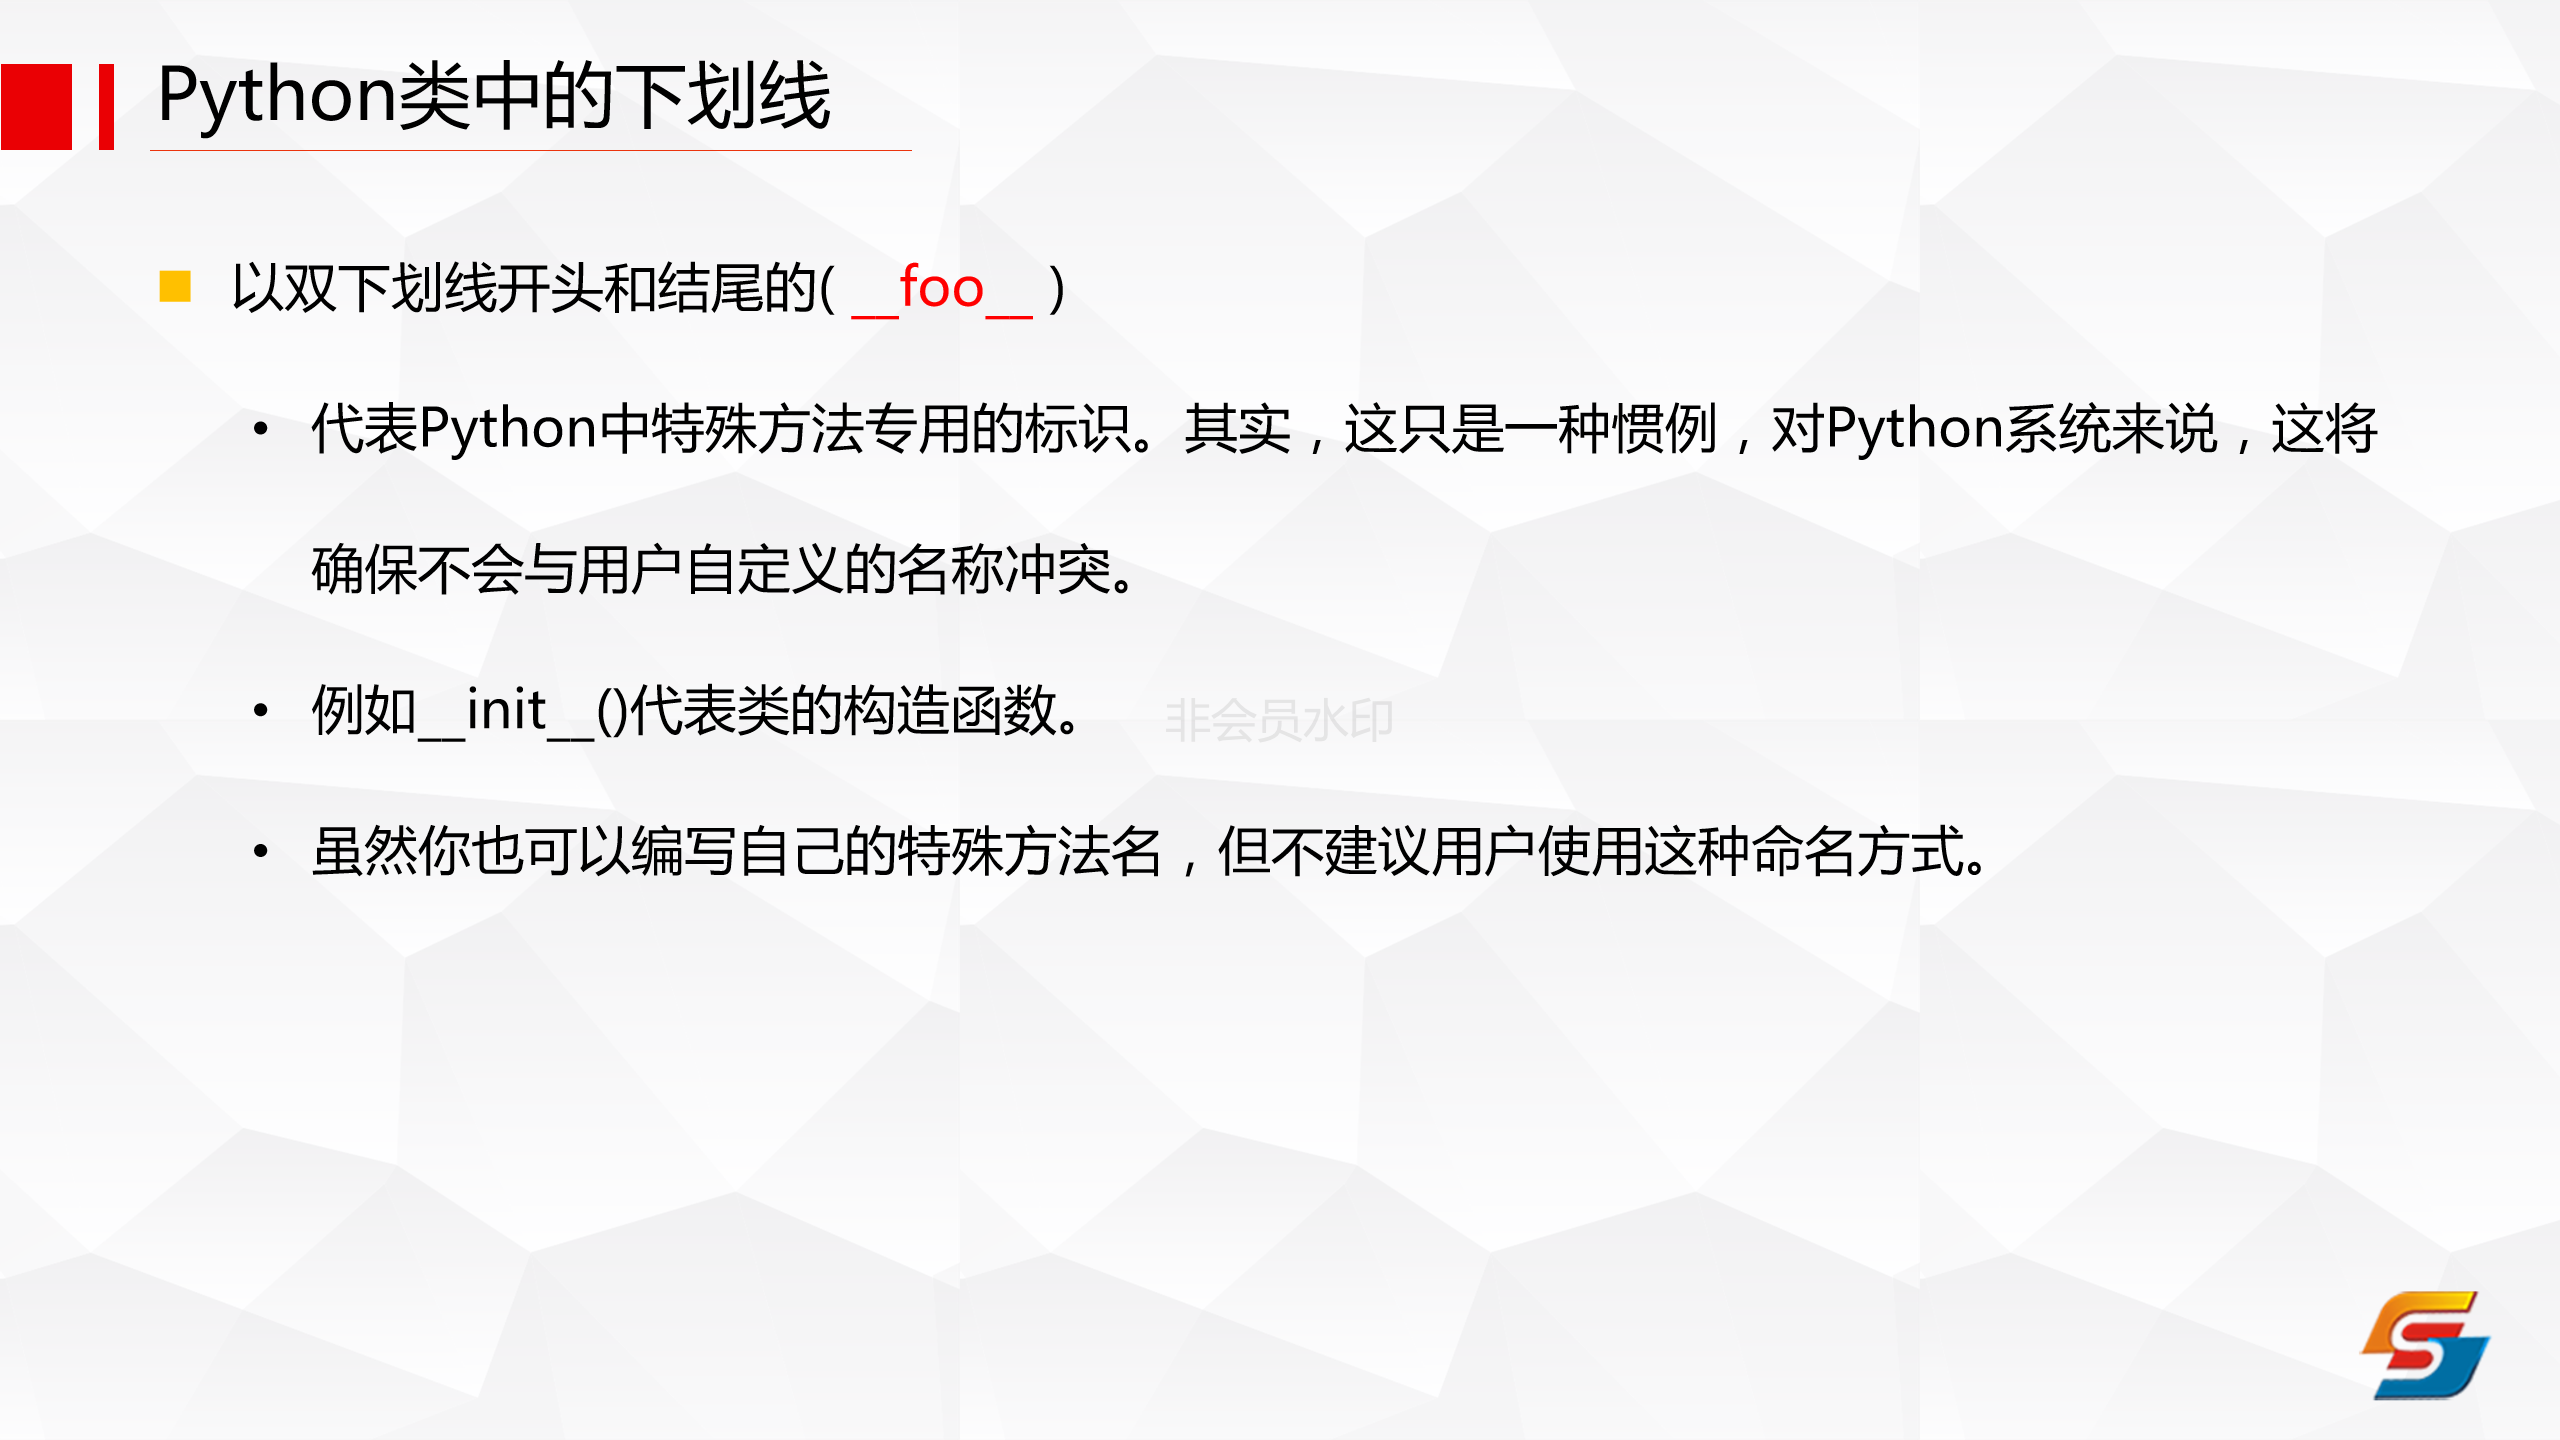 Python类中的下划线
以双下划线开头和结尾的( __foo__ )
• 代表Python中特殊方法专用的标识。其实，这只是一种惯例，对Python系统来说，这将
确保不会与用户自定义的名称冲突。
• 例如__init__()代表类的构造函数。
非会员水印
• 虽然你也可以编写自己的特殊方法名，但不建议用户使用这种命名方式。